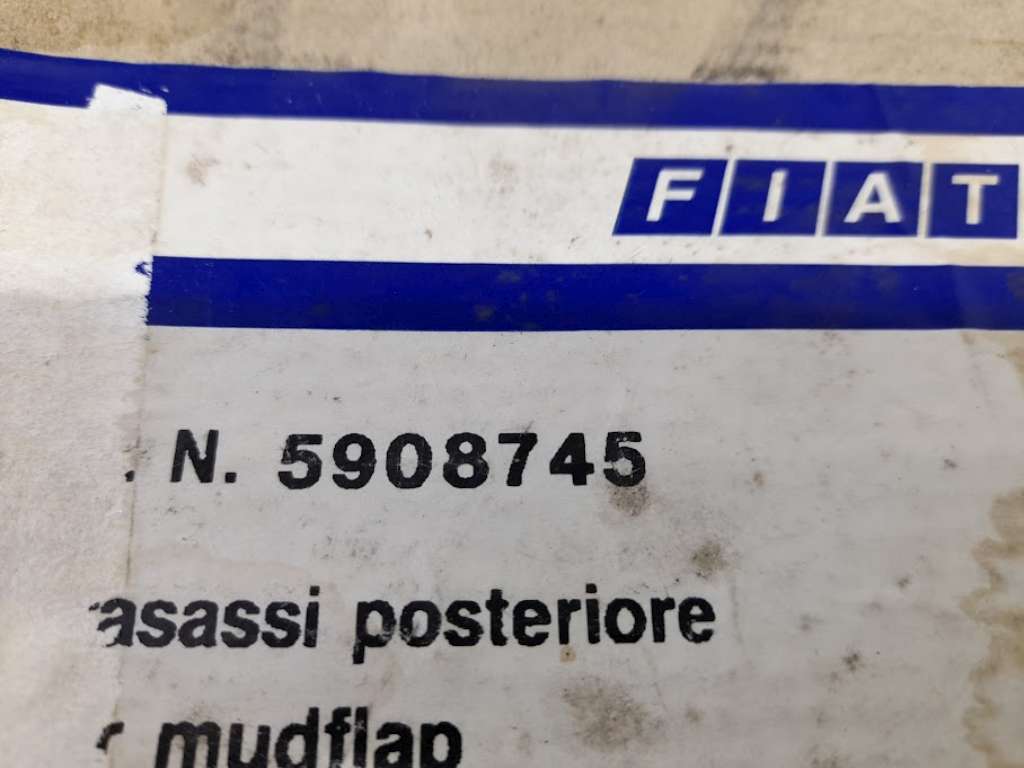 FIAT
. N. 5908745
asassi posteriore
r mudflap